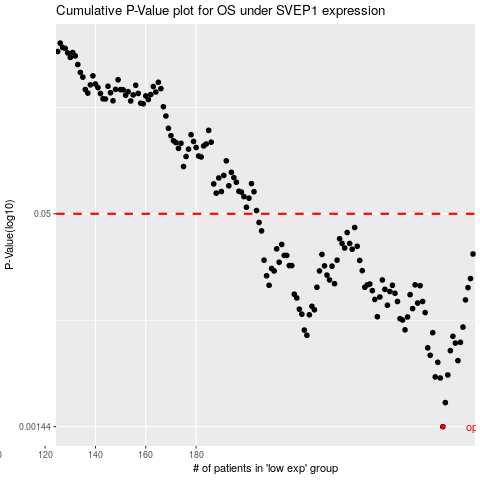 Cumulative P-Value plot for OS under SVEP1 expression
P-Value(log10)
0.05
0.00144
op
0 120 140 160 180
# of patients in 'low exp' group